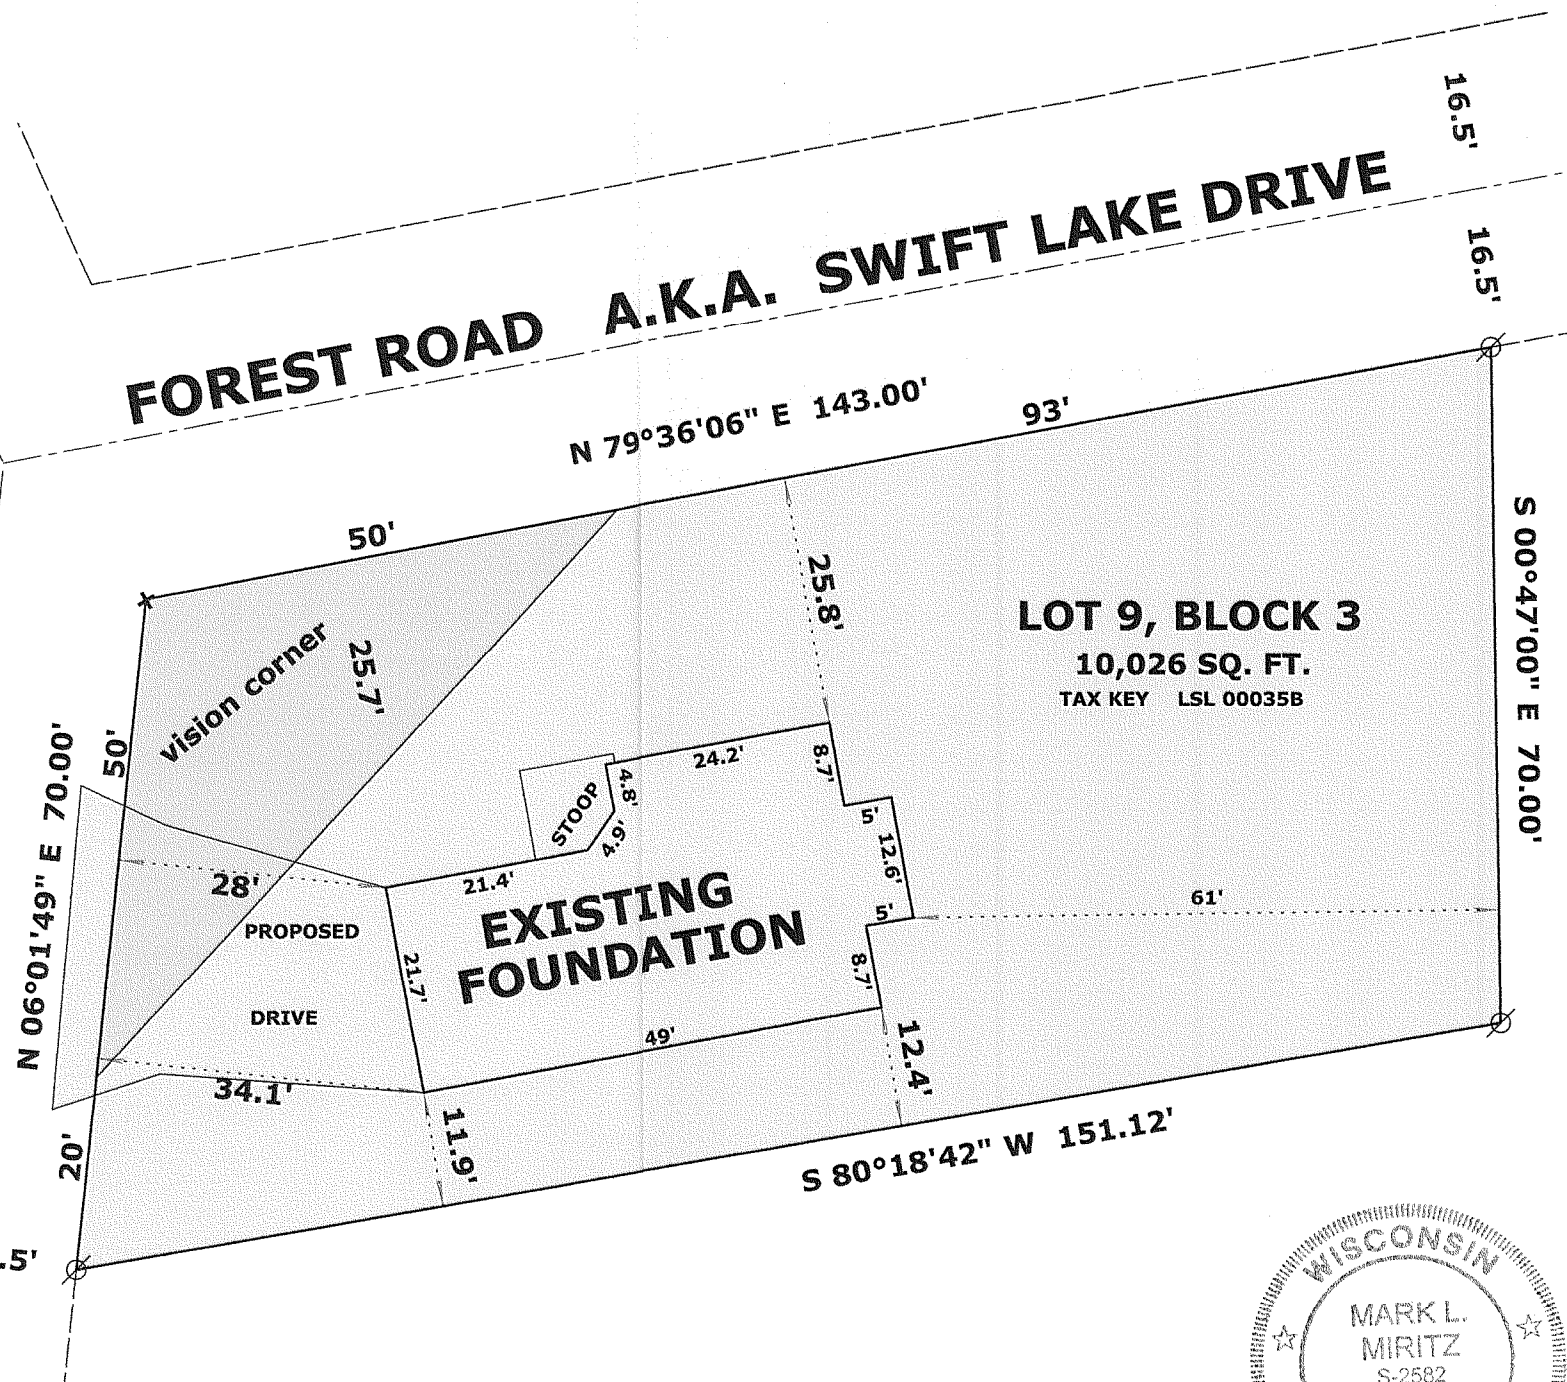 16.5'
FOREST ROAD A.K.A. SWIFT LAKE DRIVE
16.5'
N 79°36'06" E 143.00'
93'
50'
25.8'
LOT 9, BLOCK 3
10,026 SQ. FT.
TAX KEY LSL 00035B
S 00°47'00" E 70.00'
vision corner
25.7'
50'
N 06°01'49" E 70.00'
24.2'
8.7'
STOOP
4.8'
4.9'
5'
12.6'
28'
21.4'
EXISTING
FOUNDATION
5'
61'
PROPOSED
DRIVE
21.7'
8.7'
49'
34.1'
12.4'
11.9'
20'
S 80°18'42" W 151.12'
.5'
WISCONSIN
MARK L.
MIRITZ
S-2582